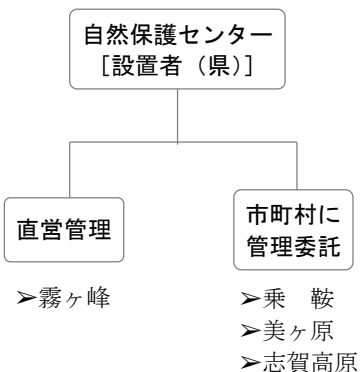 自然保護センター
[設置者（県）]
直営管理
市町村に
管理委託
➢霧ヶ峰
➢乗　鞍
➢美ヶ原
➢志賀高原